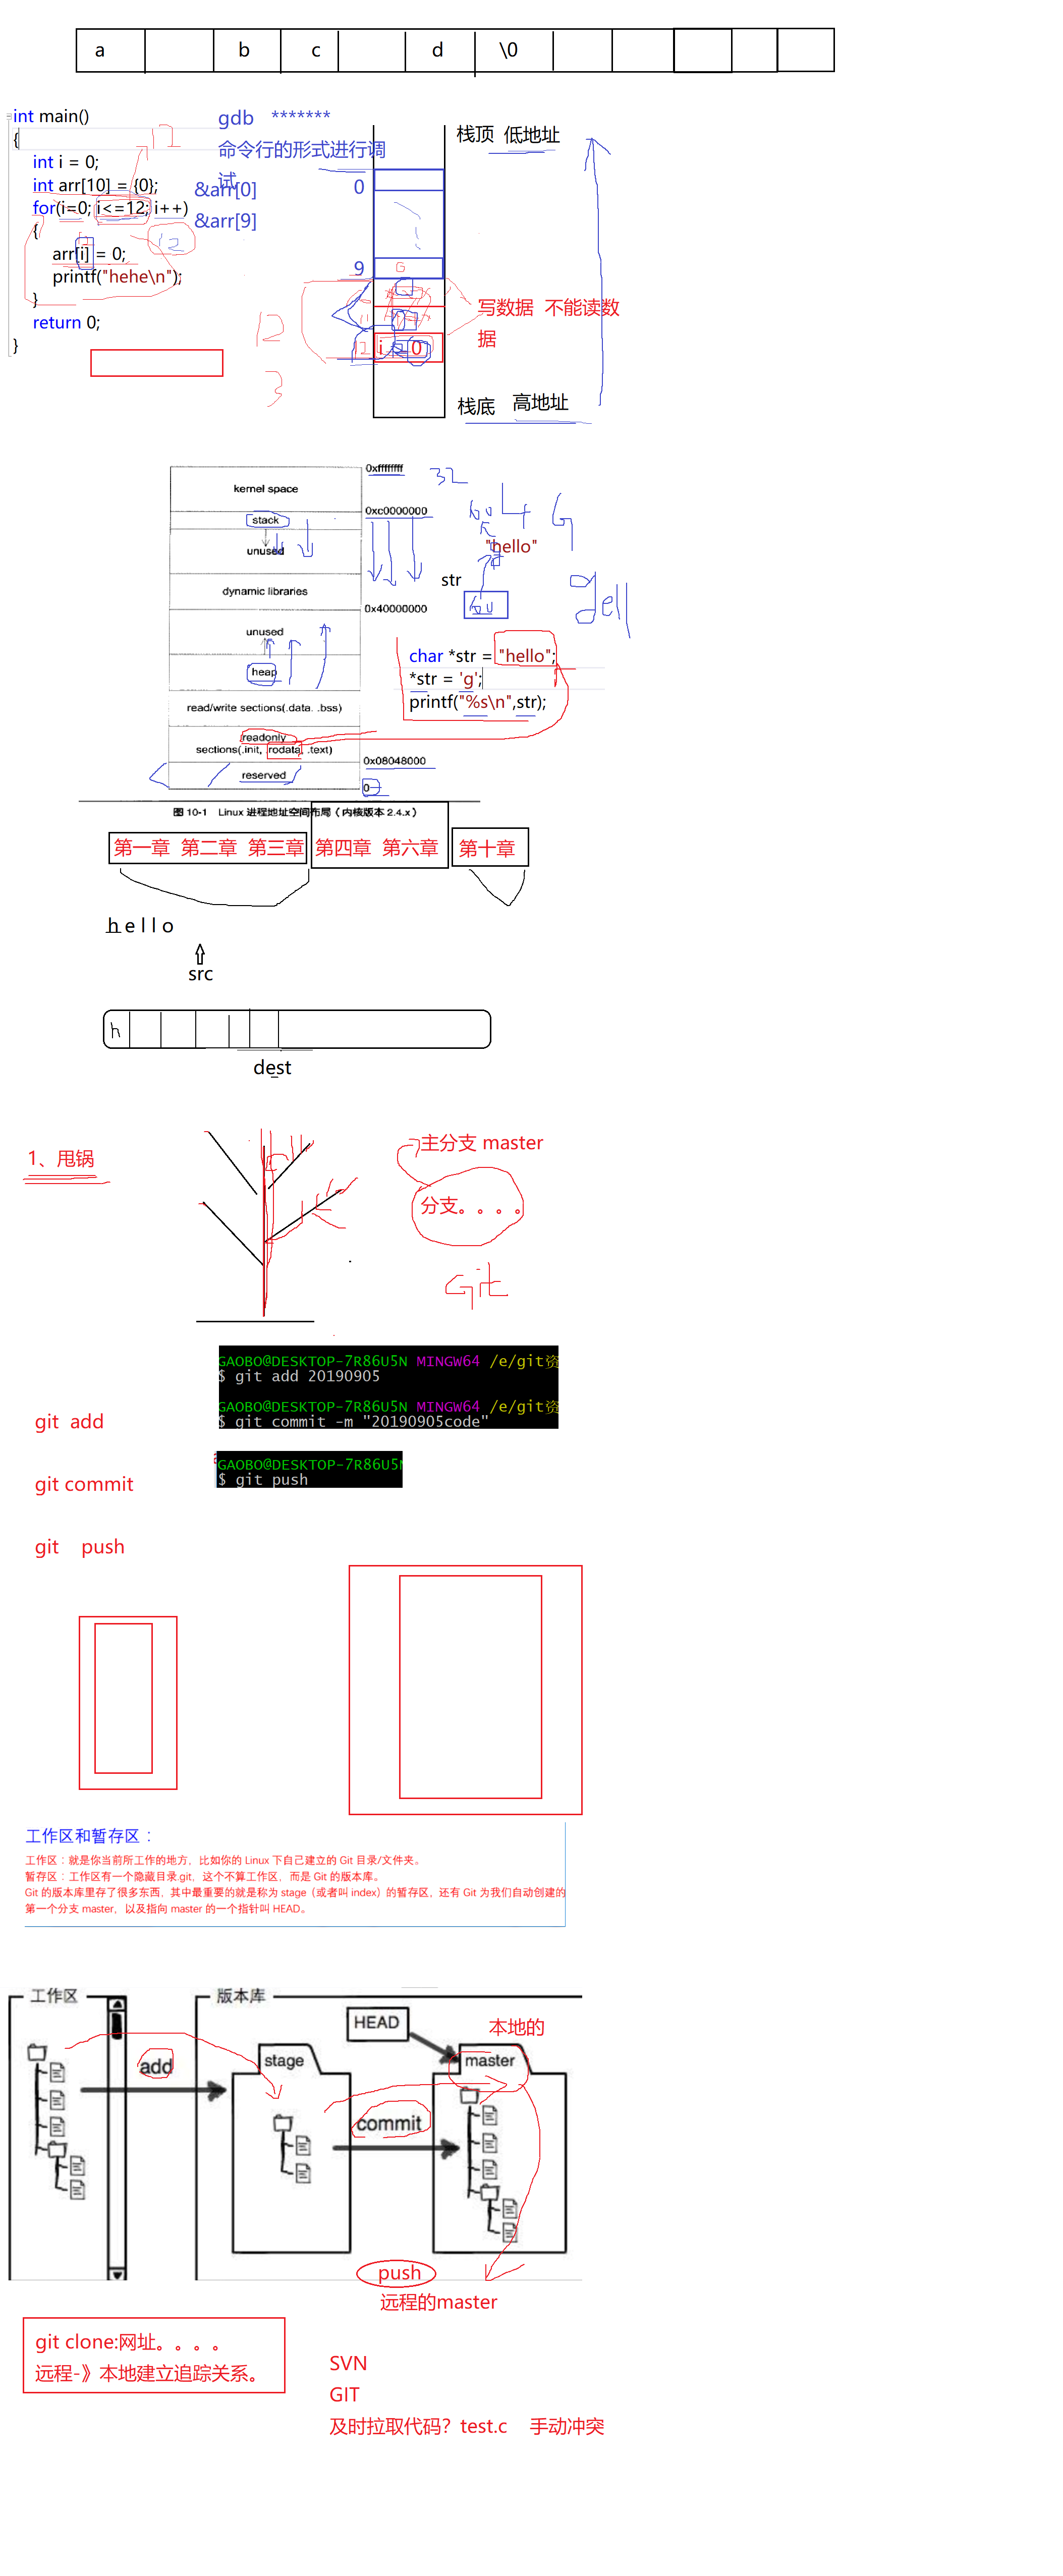 a b c d \0
int main()
{
int i = 0;
int arr[10] = {0};
for(i=0; i<=12; i++)
{
arr[i] = 0;
printf("hehe\n");
}
return 0;
}
gdb *******
命令行的形式进行调
试
&arr[0]
&arr[9]
12
12
3
栈顶 低地址
0
9
i = 0
写数据 不能读数
据
栈底 高地址
0xffffffff
kernel space
0xc0000000
stack
unused
dynamic libraries
0x40000000
unused
heap
read/write sections(.data. .bss)
readonly
sections(.init, rodata, .text)
0x08048000
reserved
0
32
4G
"hello"
str
gell
char *str = "hello";
*str = 'g';
printf("%s\n",str);
图 10-1 Linux 进程地址空间布局（内核版本 2.4.x）
第一章 第二章 第三章 第四章 第六章 第十章
h e l l o
src
h
dest
1、甩锅
主分支 master
分支。。。。
Git
GAOBO@DESKTOP-7R86U5N MINGW64 /e/git资
$ git add 20190905
GAOBO@DESKTOP-7R86U5N MINGW64 /e/git资
$ git commit -m "20190905code"
GAOBO@DESKTOP-7R86U5N
$ git push
git add
git commit
git push
工作区和暂存区：
工作区：就是你当前所工作的地方，比如你的 Linux 下自己建立的 Git 目录/文件夹。
暂存区：工作区有一个隐藏目录.git，这个不算工作区，而是 Git 的版本库。
Git 的版本库里存了很多东西，其中最重要的就是称为 stage（或者叫 index）的暂存区，还有 Git 为我们自动创建的
第一个分支 master，以及指向 master 的一个指针叫 HEAD。
工作区
版本库
HEAD
本地的
add
stage
master
commit
push
远程的master
git clone:网址。。。。
远程-》本地建立追踪关系。
SVN
GIT
及时拉取代码？test.c 手动冲突